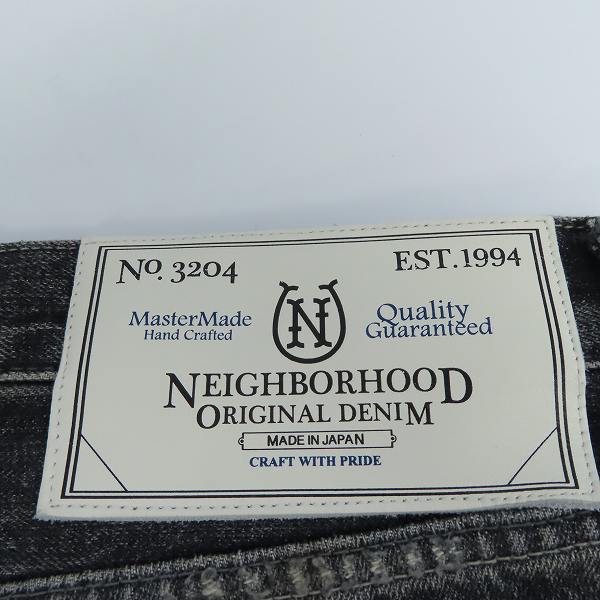 No. 3204
EST. 1994
MasterMade
Hand Crafted
N
Quality
Guaranteed
NEIGHBORHOOD
ORIGINAL DENIM
MADE IN JAPAN
CRAFT WITH PRIDE